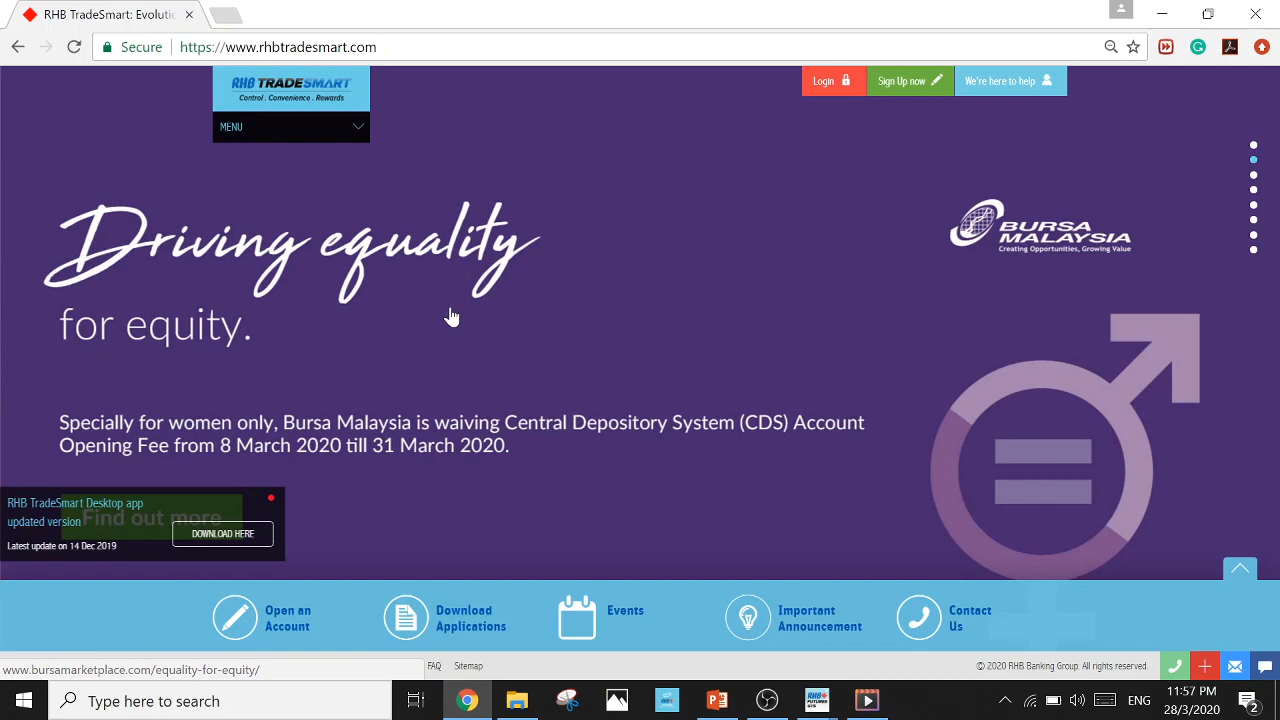 RHB TradeSmart: Evolutio
Secure
https://www.rhbtradesmart.com
RHB TRADESMART
Control . Convenience . Rewards
MENU
Login
Sign Up now
We're here to help
Driving equality
for equity.
BURSA
MALAYSIA
Creating Opportunities, Growing Value
Specially for women only, Bursa Malaysia is waiving Central Depository System (CDS) Account
Opening Fee from 8 March 2020 till 31 March 2020.
Find out more
RHB TradeSmart Desktop app
updated version
DOWNLOAD HERE
Latest update on 14 Dec 2019
Open an
Account
Download
Applications
Events
Important
Announcement
Contact
Us
www.bursamarketplace.com/equality-for-equity/
FAQ
Sitemap
© 2020 RHB Banking Group. All rights reserved.
Type here to search
ENG
11:57 PM
28/3/2020
2